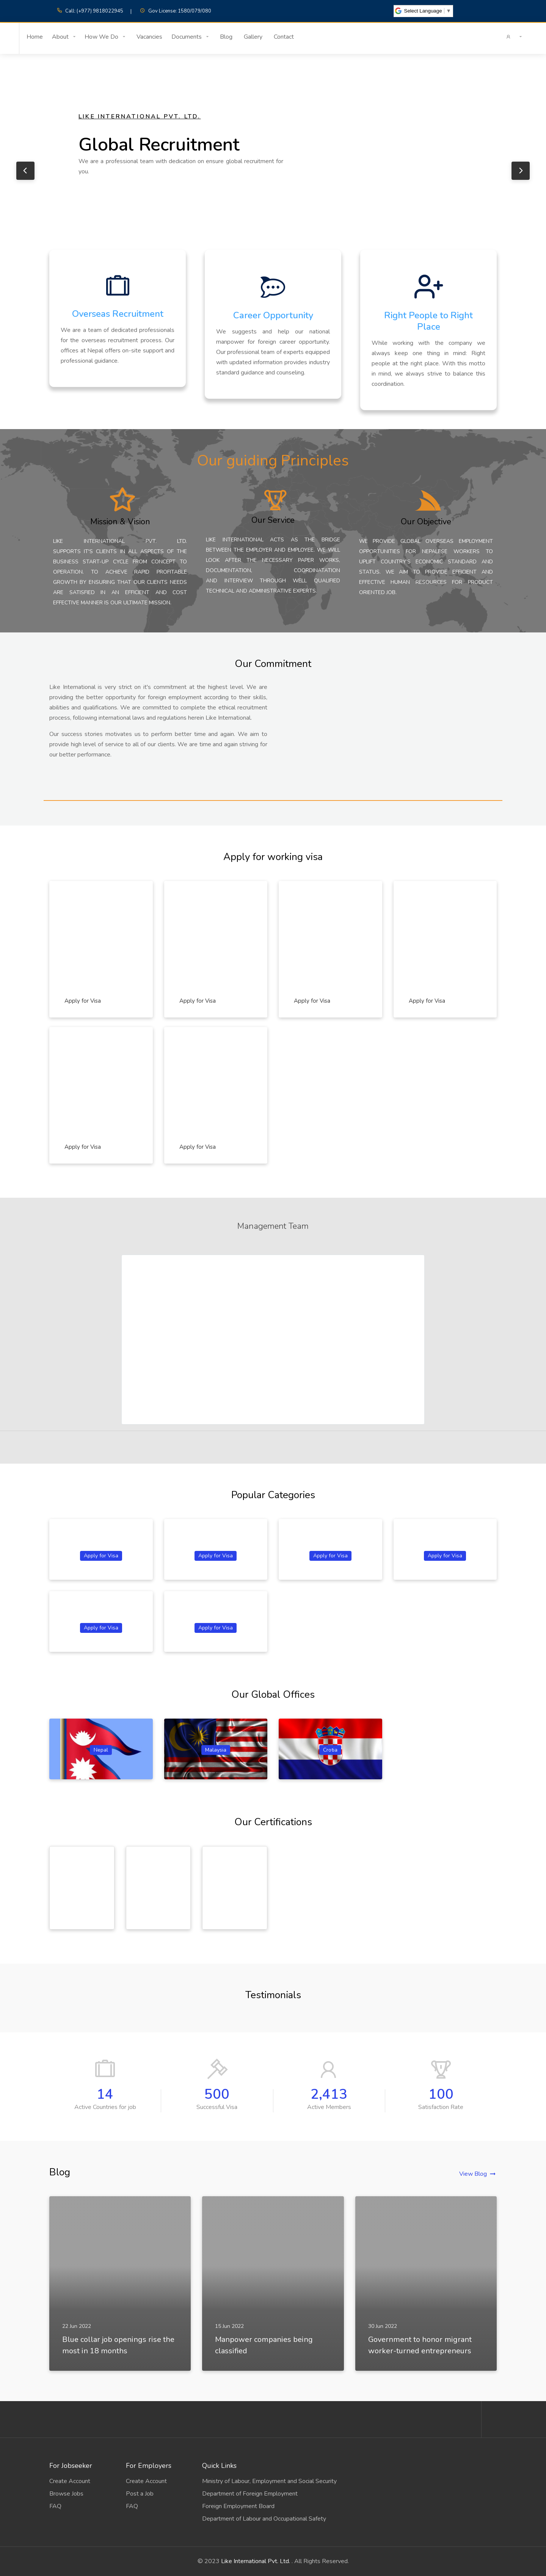 Call: (+977) 9818022945 | Gov License: 1580/079/080
Select Language ▼
Home About How We Do Vacancies Documents Blog Gallery Contact
LIKE INTERNATIONAL PVT. LTD.
Global Recruitment
We are a professional team with dedication on ensure global recruitment for
you.
Overseas Recruitment
We are a team of dedicated professionals
for the overseas recruitment process. Our
offices at Nepal offers on-site support and
professional guidance.
Career Opportunity
We suggests and help our national
manpower for foreign career opportunity.
Our professional team of experts equipped
with updated information provides industry
standard guidance and counseling.
Right People to Right
Place
While working with the company we
always keep one thing in mind: Right
people at the right place. With this motto
in mind, we always strive to balance this
coordination.
Our guiding Principles
Mission & Vision
LIKE INTERNATIONAL PVT LTD.
SUPPORTS IT'S CLIENTS IN ALL ASPECTS OF THE
BUSINESS START-UP CYCLE FROM CONCEPT TO
OPERATION. TO ACHIEVE RAPID PROFITABLE
GROWTH BY ENSURING THAT OUR CLIENTS NEEDS
ARE SATISFIED IN AN EFFICIENT AND COST
EFFECTIVE MANNER IS OUR ULTIMATE MISSION.
Our Service
LIKE INTERNATIONAL ACTS AS THE BRIDGE
BETWEEN THE EMPLOYER AND EMPLOYEE. WE WILL
LOOK AFTER THE NECESSARY PAPER WORKS,
DOCUMENTATION, COQRDINATATION
AND INTERVIEW THROUGH WELL QUALIFIED
TECHNICAL AND ADMINISTRATIVE EXPERTS.
Our Objective
WE PROVIDE GLOBAL OVERSEAS EMPLOYMENT
OPPORTUNITIES FOR NEPALESE WORKERS TO
UPLIFT COUNTRY'S ECONOMIC STANDARD AND
STATUS. WE AIM TO PROVIDE EFFICIENT AND
EFFECTIVE HUMAN RESOURCES FOR PRODUCT
ORIENTED JOB.
Our Commitment
Like International is very strict on it's commitment at the highest level. We are
providing the better opportunity for foreign employment according to their skills,
abilities and qualifications. We are committed to complete the ethical recruitment
process, following international laws and regulations herein Like International.
Our success stories motivates us to perform better time and again. We aim to
provide high level of service to all of our clients. We are time and again striving for
our better performance.
Apply for working visa
Apply for Visa
Apply for Visa
Apply for Visa
Apply for Visa
Apply for Visa
Apply for Visa
Management Team
Popular Categories
Apply for Visa
Apply for Visa
Apply for Visa
Apply for Visa
Apply for Visa
Apply for Visa
Our Global Offices
Nepal
Malaysia
Crotia
Our Certifications
Testimonials
14
Active Countries for job
500
Successful Visa
2,413
Active Members
100
Satisfaction Rate
Blog
View Blog
22 Jun 2022
Blue collar job openings rise the
most in 18 months
15 Jun 2022
Manpower companies being
classified
30 Jun 2022
Government to honor migrant
worker-turned entrepreneurs
For Jobseeker
Create Account
Browse Jobs
FAQ
For Employers
Create Account
Post a Job
FAQ
Quick Links
Ministry of Labour, Employment and Social Security
Department of Foreign Employment
Foreign Employment Board
Department of Labour and Occupational Safety
© 2023 Like International Pvt. Ltd. . All Rights Reserved.